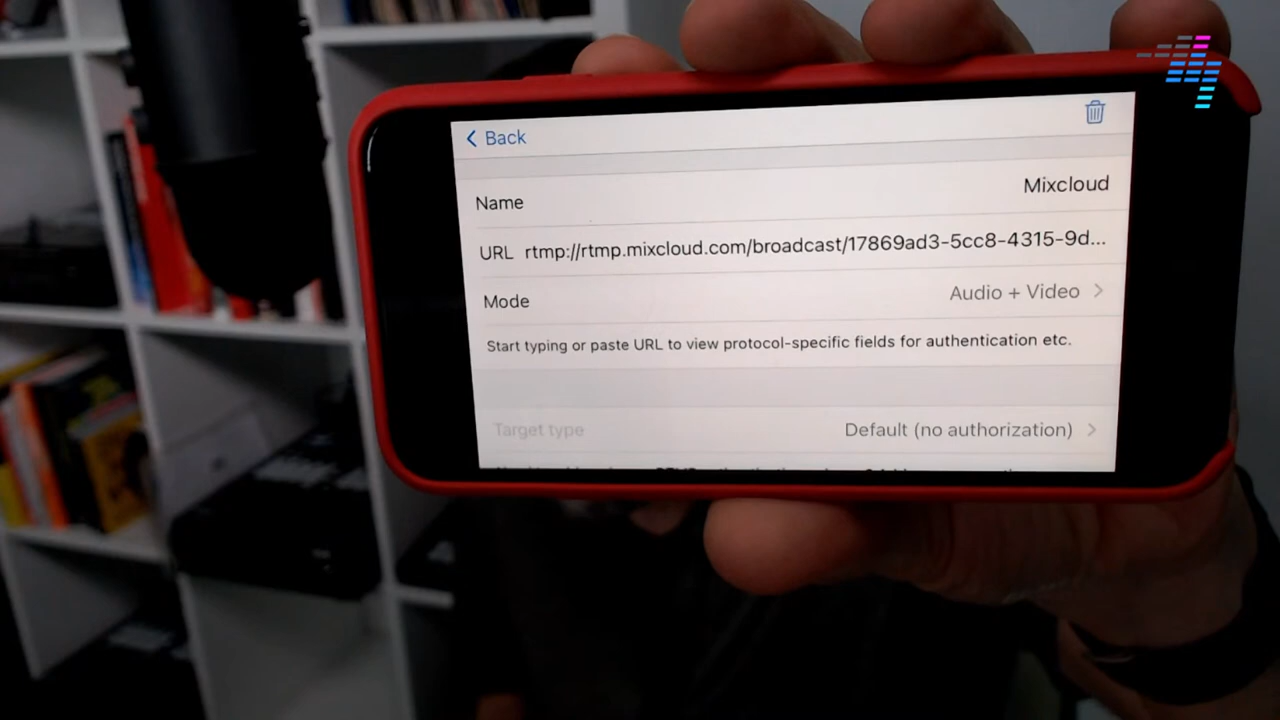 Back
Name Mixcloud
URL rtmp://rtmp.mixcloud.com/broadcast/17869ad3-5cc8-4315-9d...
Mode Audio + Video
Start typing or paste URL to view protocol-specific fields for authentication etc.
Target type Default (no authorization)